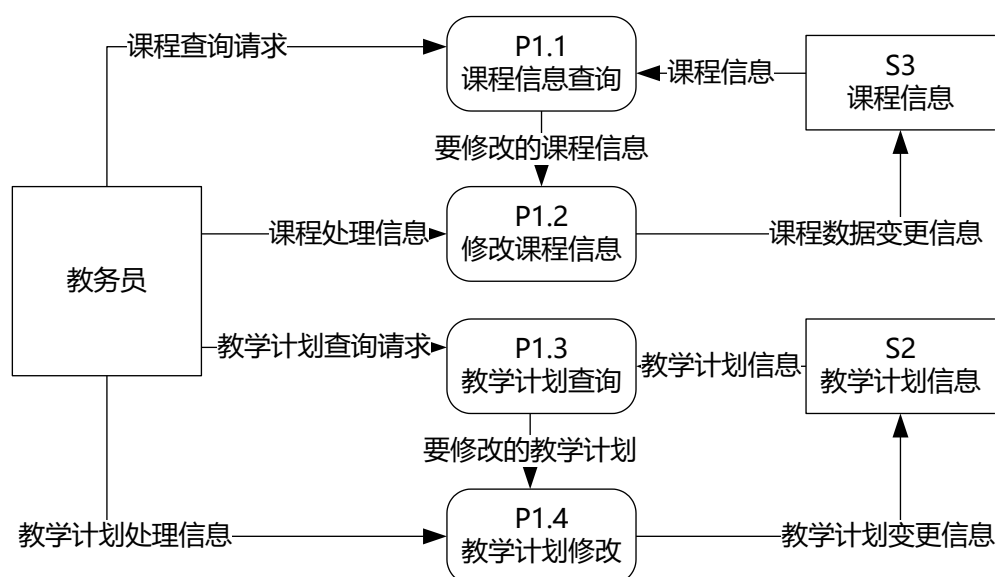 课程查询请求
P1.1
课程信息查询
课程信息
S3
课程信息
要修改的课程信息
教务员
课程处理信息
P1.2
修改课程信息
课程数据变更信息
教学计划查询请求
P1.3
教学计划查询
教学计划信息
S2
教学计划信息
要修改的教学计划
教学计划处理信息
P1.4
教学计划修改
教学计划变更信息